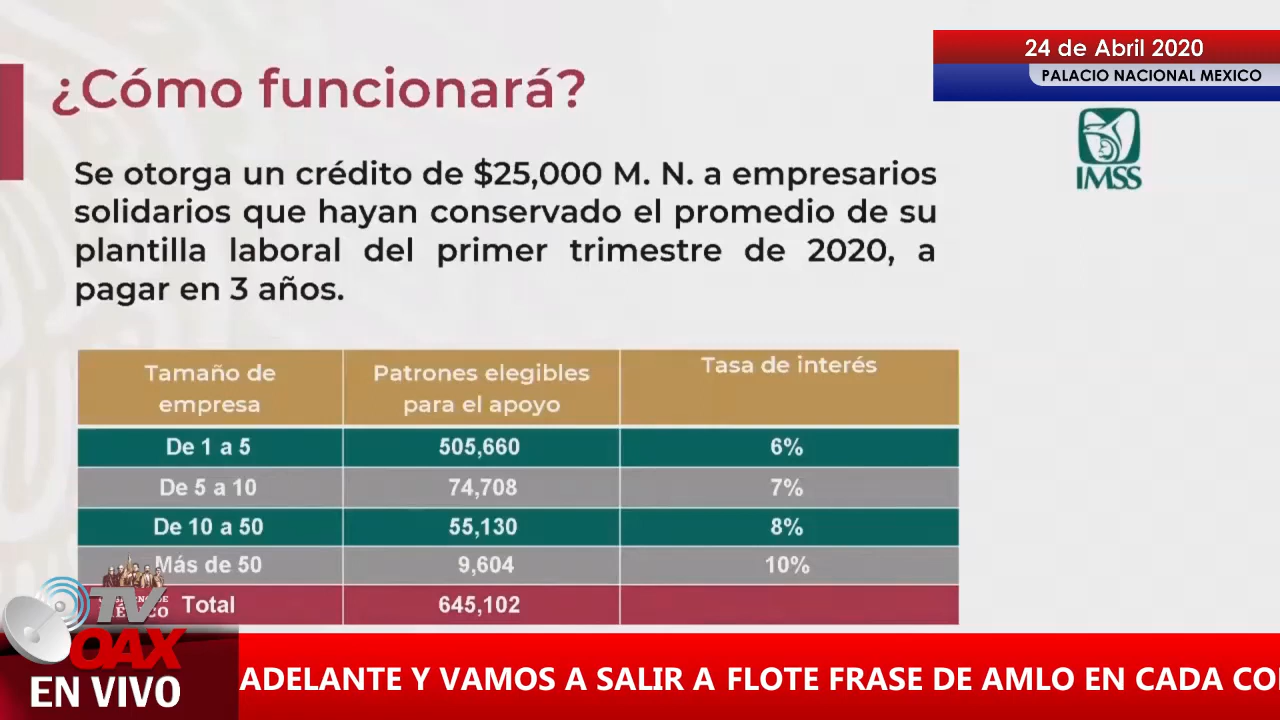 24 de Abril 2020
PALACIO NACIONAL MEXICO
¿Cómo funcionará?
IMSS
Se otorga un crédito de $25,000 M. N. a empresarios
solidarios que hayan conservado el promedio de su
plantilla laboral del primer trimestre de 2020, a
pagar en 3 años.
Tamaño de empresa Patrones elegibles para el apoyo Tasa de interés
De 1 a 5 505,660 6%
De 5 a 10 74,708 7%
De 10 a 50 55,130 8%
Más de 50 9,604 10%
Total 645,102
TV
OAX
EN VIVO
ADELANTE Y VAMOS A SALIR A FLOTE FRASE DE AMLO EN CADA